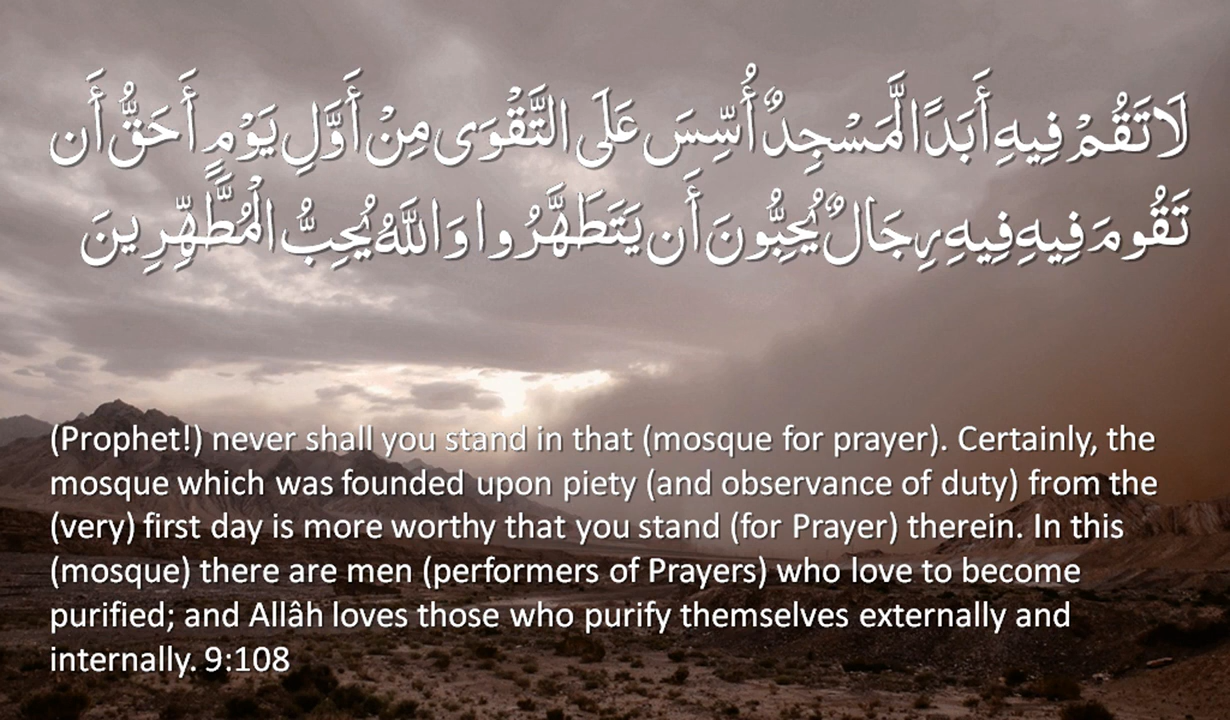 لَا تَقُمْ فِيهِ أَبَدًا لَّمَسْجِدٌ أُسِّسَ عَلَى التَّقْوَى مِنْ أَوَّلِ يَوْمٍ أَحَقُّ أَن
تَقُومَ فِيهِ فِيهِ رِجَالٌ يُحِبُّونَ أَن يَتَطَهَّرُوا وَاللَّهُ يُحِبُّ الْمُطَّهِّرِينَ
(Prophet!) never shall you stand in that (mosque for prayer). Certainly, the
mosque which was founded upon piety (and observance of duty) from the
(very) first day is more worthy that you stand (for Prayer) therein. In this
(mosque) there are men (performers of Prayers) who love to become
purified; and Allâh loves those who purify themselves externally and
internally. 9:108